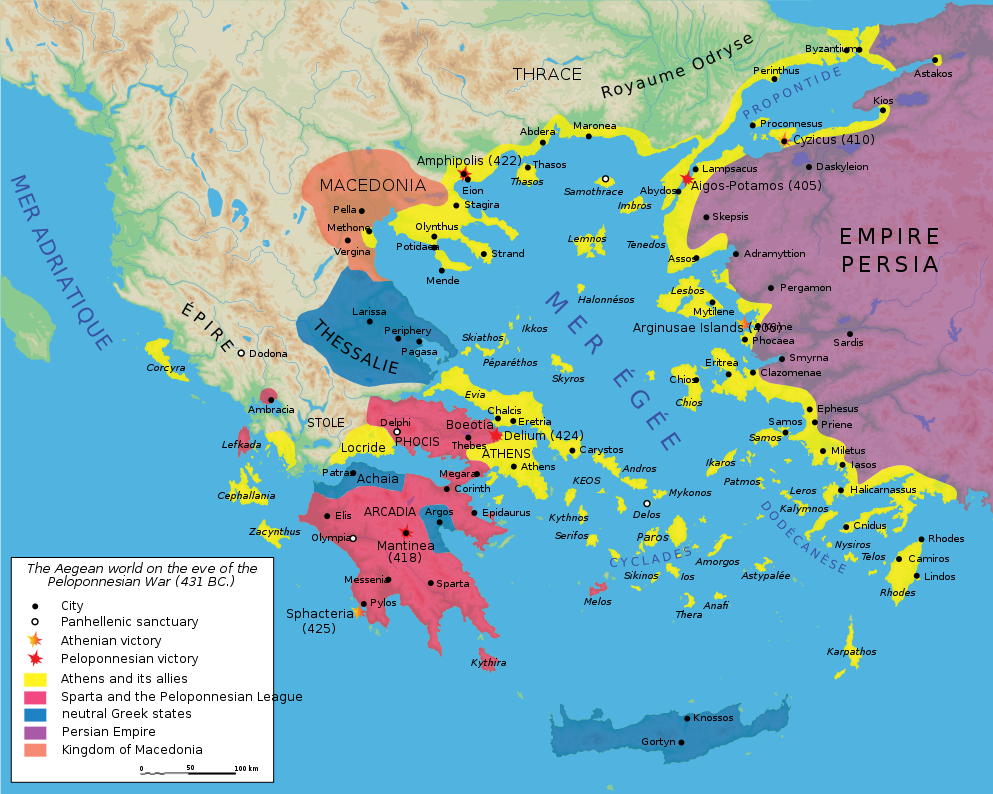 THRACE
Royaume Odryse
Byzantium
Perinthus
PROPONTIDE
Astakos
Kios
Proconnesus
Cyzicus (410)
Maronea
Abdera
Amphipolis (422)
Thasos
Thasos
Eion
Samothrace
Lampsacus
Abydos
Aigos-Potamos (405)
Daskyleion
Imbros
MACEDONIA
Stagira
Pella
Methone
Vergina
Olynthus
Potidaea
Strand
Mende
Skepsis
Lemnos
Tenedos
Assos
Adramyttion
EMPIRE
PERSIA
MER ADRIATIQUE
MER ÉGÉE
Lesbos
Pergamon
Halonnésos
Mytilene
Arginusae Islands (406)
Phocaea
Sardis
Larissa
Periphery
Pagasa
THESSALIE
ÉPIRE
Dodona
Corcyra
Ikkos
Skiathos
Péparéthos
Skyros
Smyrna
Eritrea
Clazomenae
Chios
Chios
Ambracia
Evia
STOLE
Delphi
PHOCIS
Boeotia
Chalcis
Eretria
Delium (424)
Thebes
Locride
ATHENS
Athens
Carystos
Lefkada
Ephesus
Samos
Priene
Samos
Miletus
Iasos
Patras
Achaia
Megara
Corinth
Andros
KEOS
Ikaros
Patmos
Cephallania
Mykonos
Leros
Halicarnassus
Kalymnos
ARCADIA
Argos
Epidaurus
Elis
Olympia
Mantinea
(418)
Zacynthus
Kythnos
Delos
Serifos
Paros
Cnidus
DODÉCANÈSE
Nysiros
Telos
Rhodes
Camiros
Lindos
Rhodes
CYCLADES
Amorgos
Sikinos
Ios
Astypalée
Messenia
Sparta
Pylos
Sphacteria
(425)
Melos
Thera
Anafi
Karpathos
Kythira
Knossos
Gortyn
The Aegean world on the eve of the
Peloponnesian War (431 BC.)
City
Panhellenic sanctuary
Athenian victory
Peloponnesian victory
Athens and its allies
Sparta and the Peloponnesian League
neutral Greek states
Persian Empire
Kingdom of Macedonia
0 50 100 km